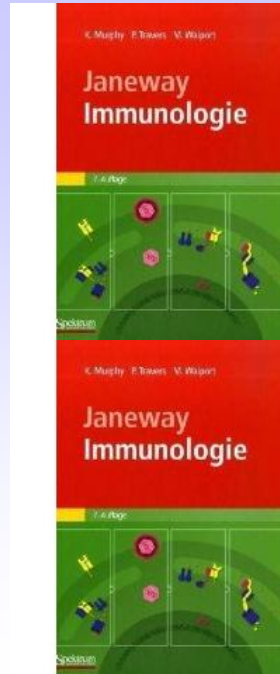 K. Murphy P. Travers M. Walport
Janeway
Immunologie
7. Auflage
Spektrum
K. Murphy P. Travers M. Walport
Janeway
Immunologie
7. Auflage
Spektrum